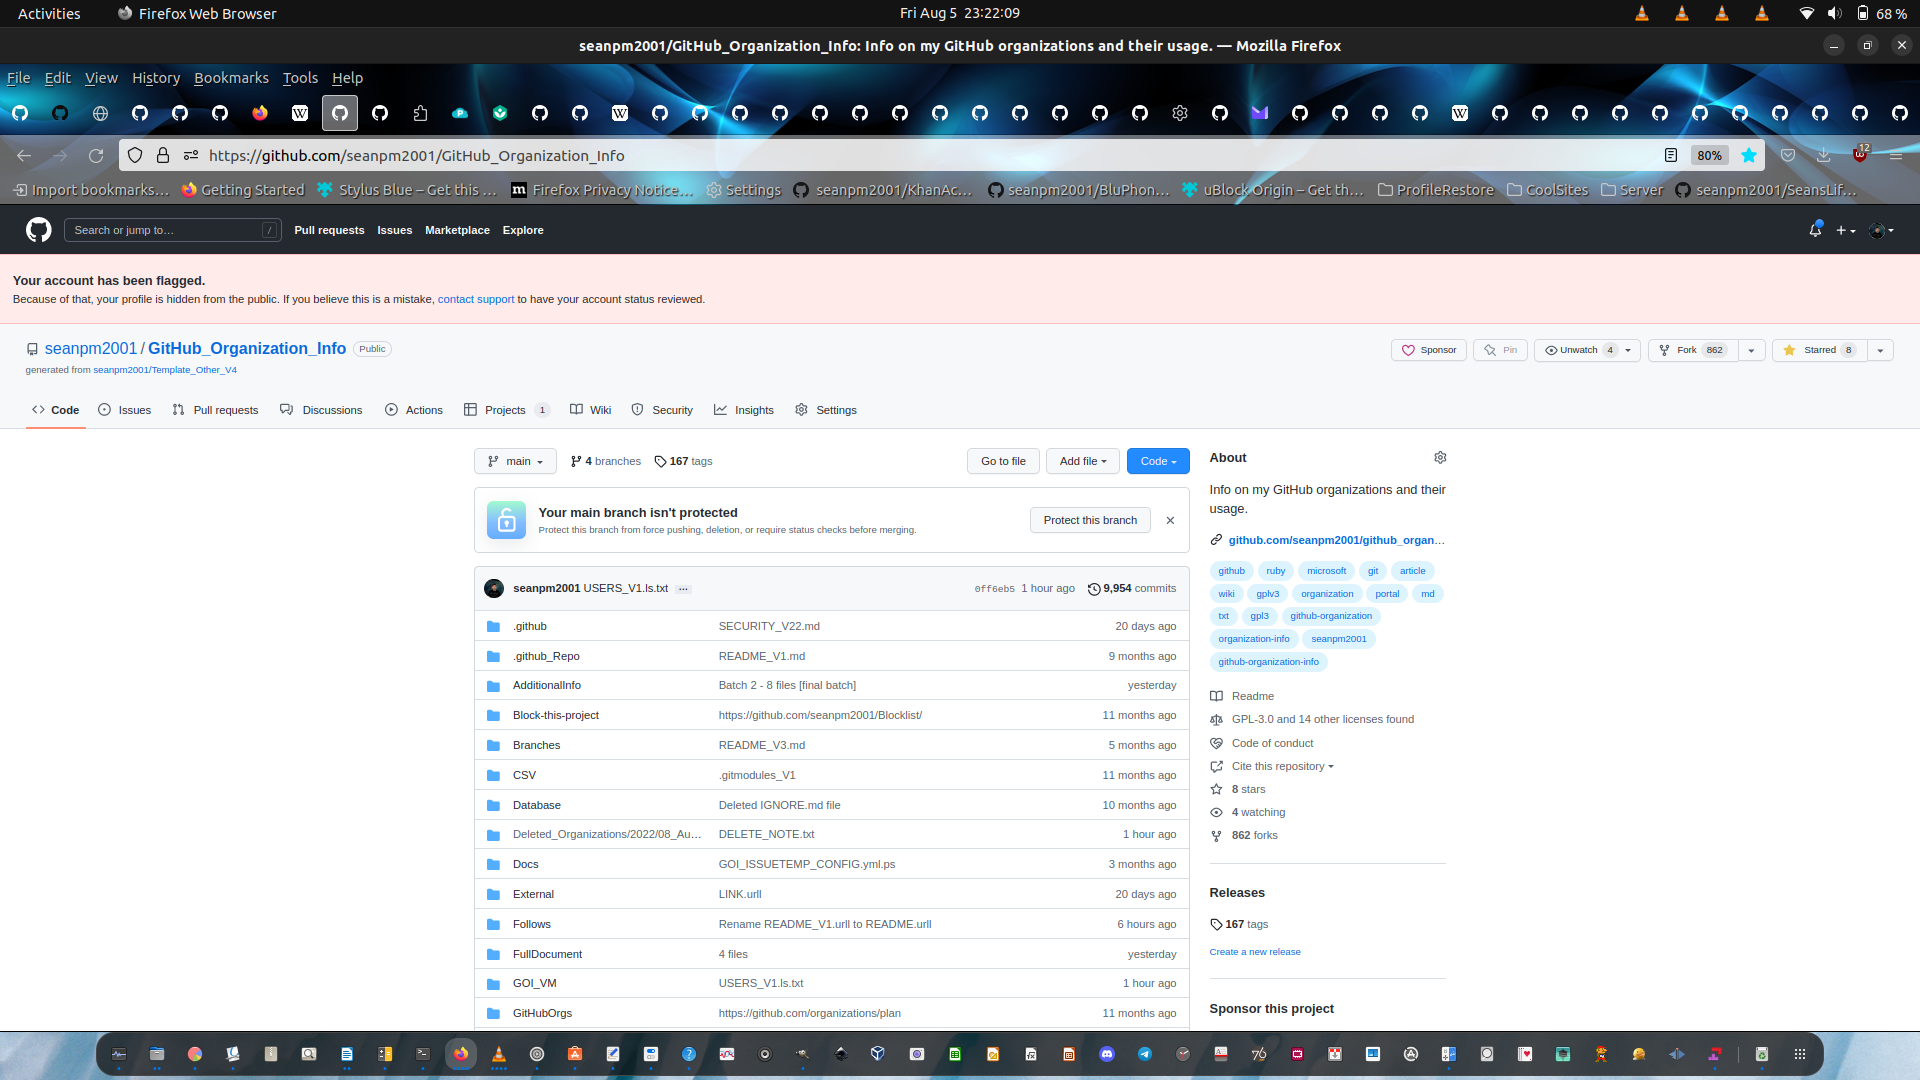 Activities
Firefox Web Browser
Fri Aug 5 23:22:09
68 %
seanpm2001/GitHub_Organization_Info: Info on my GitHub organizations and their usage. — Mozilla Firefox
File Edit View History Bookmarks Tools Help
https://github.com/seanpm2001/GitHub_Organization_Info
80%
12
Import bookmarks…
Getting Started
Stylus Blue – Get this …
Firefox Privacy Notice…
Settings
seanpm2001/KhanAc…
seanpm2001/BluPhon…
uBlock Origin – Get th…
ProfileRestore
CoolSites
Server
seanpm2001/SeansLif…
Search or jump to…
/
Pull requests
Issues
Marketplace
Explore
Your account has been flagged.
Because of that, your profile is hidden from the public. If you believe this is a mistake, contact support to have your account status reviewed.
seanpm2001 / GitHub_Organization_Info
Public
generated from seanpm2001/Template_Other_V4
Sponsor
Pin
Unwatch 4
Fork 862
Starred 8
Code
Issues
Pull requests
Discussions
Actions
Projects 1
Wiki
Security
Insights
Settings
main
4 branches
167 tags
Go to file
Add file
Code
Your main branch isn't protected
Protect this branch from force pushing, deletion, or require status checks before merging.
Protect this branch
seanpm2001 USERS_V1.ls.txt ...
0ff6eb5 1 hour ago
9,954 commits
.github SECURITY_V22.md 20 days ago
.github_Repo README_V1.md 9 months ago
AdditionalInfo Batch 2 - 8 files [final batch] yesterday
Block-this-project https://github.com/seanpm2001/Blocklist/ 11 months ago
Branches README_V3.md 5 months ago
CSV .gitmodules_V1 11 months ago
Database Deleted IGNORE.md file 10 months ago
Deleted_Organizations/2022/08_Au… DELETE_NOTE.txt 1 hour ago
Docs GOI_ISSUETEMP_CONFIG.yml.ps 3 months ago
External LINK.urll 20 days ago
Follows Rename README_V1.urll to README.urll 6 hours ago
FullDocument 4 files yesterday
GOI_VM USERS_V1.ls.txt 1 hour ago
GitHubOrgs https://github.com/organizations/plan 11 months ago
About
Info on my GitHub organizations and their
usage.
github.com/seanpm2001/github_organ…
github ruby microsoft git article
wiki gplv3 organization portal md
txt gpl3 github-organization
organization-info seanpm2001
github-organization-info
Readme
GPL-3.0 and 14 other licenses found
Code of conduct
Cite this repository
8 stars
4 watching
862 forks
Releases
167 tags
Create a new release
Sponsor this project